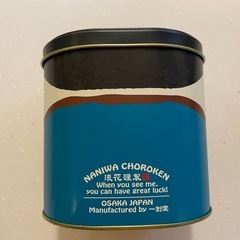 NANIWA CHOROKEN
浪花謹製
When you see me,
you can have great luck!
OSAKA JAPAN
Manufactured by 一創堂